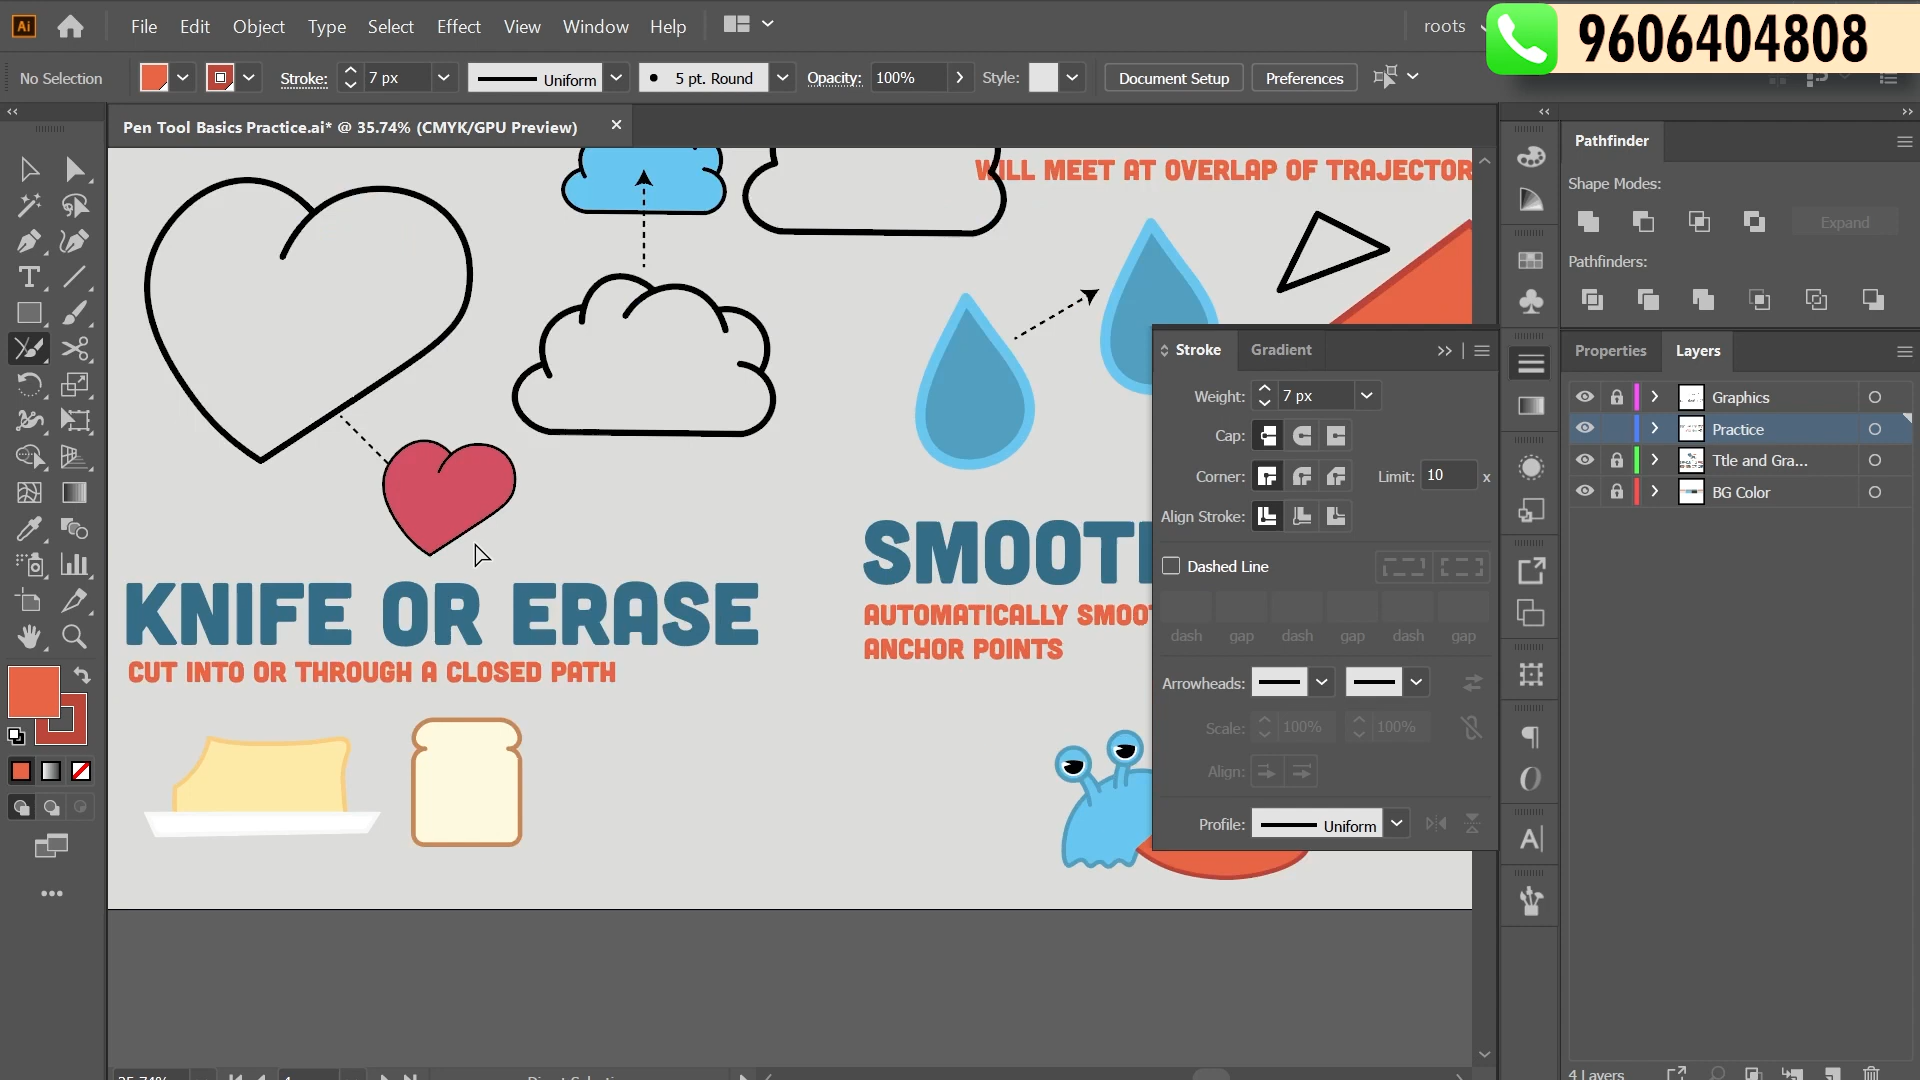 Ai File Edit Object Type Select Effect View Window Help roots
9606404808
No Selection Stroke: 7 px Uniform 5 pt. Round Opacity: 100% Style: Document Setup Preferences
Pen Tool Basics Practice.ai* @ 35.74% (CMYK/GPU Preview)
WILL MEET AT OVERLAP OF TRAJECTOR
KNIFE OR ERASE
CUT INTO OR THROUGH A CLOSED PATH
AUTOMATICALLY
ANCHOR POINTS
Stroke Gradient
Weight: 7 px
Cap:
Corner: Limit: 10 x
Align Stroke:
Dashed Line
dash gap dash gap dash gap
Arrowheads:
Scale: 100% 100%
Align:
Profile: Uniform
Pathfinder
Shape Modes:
Expand
Pathfinders:
Properties Layers
Graphics
Practice
Ttle and Gra...
BG Color
4 Layers